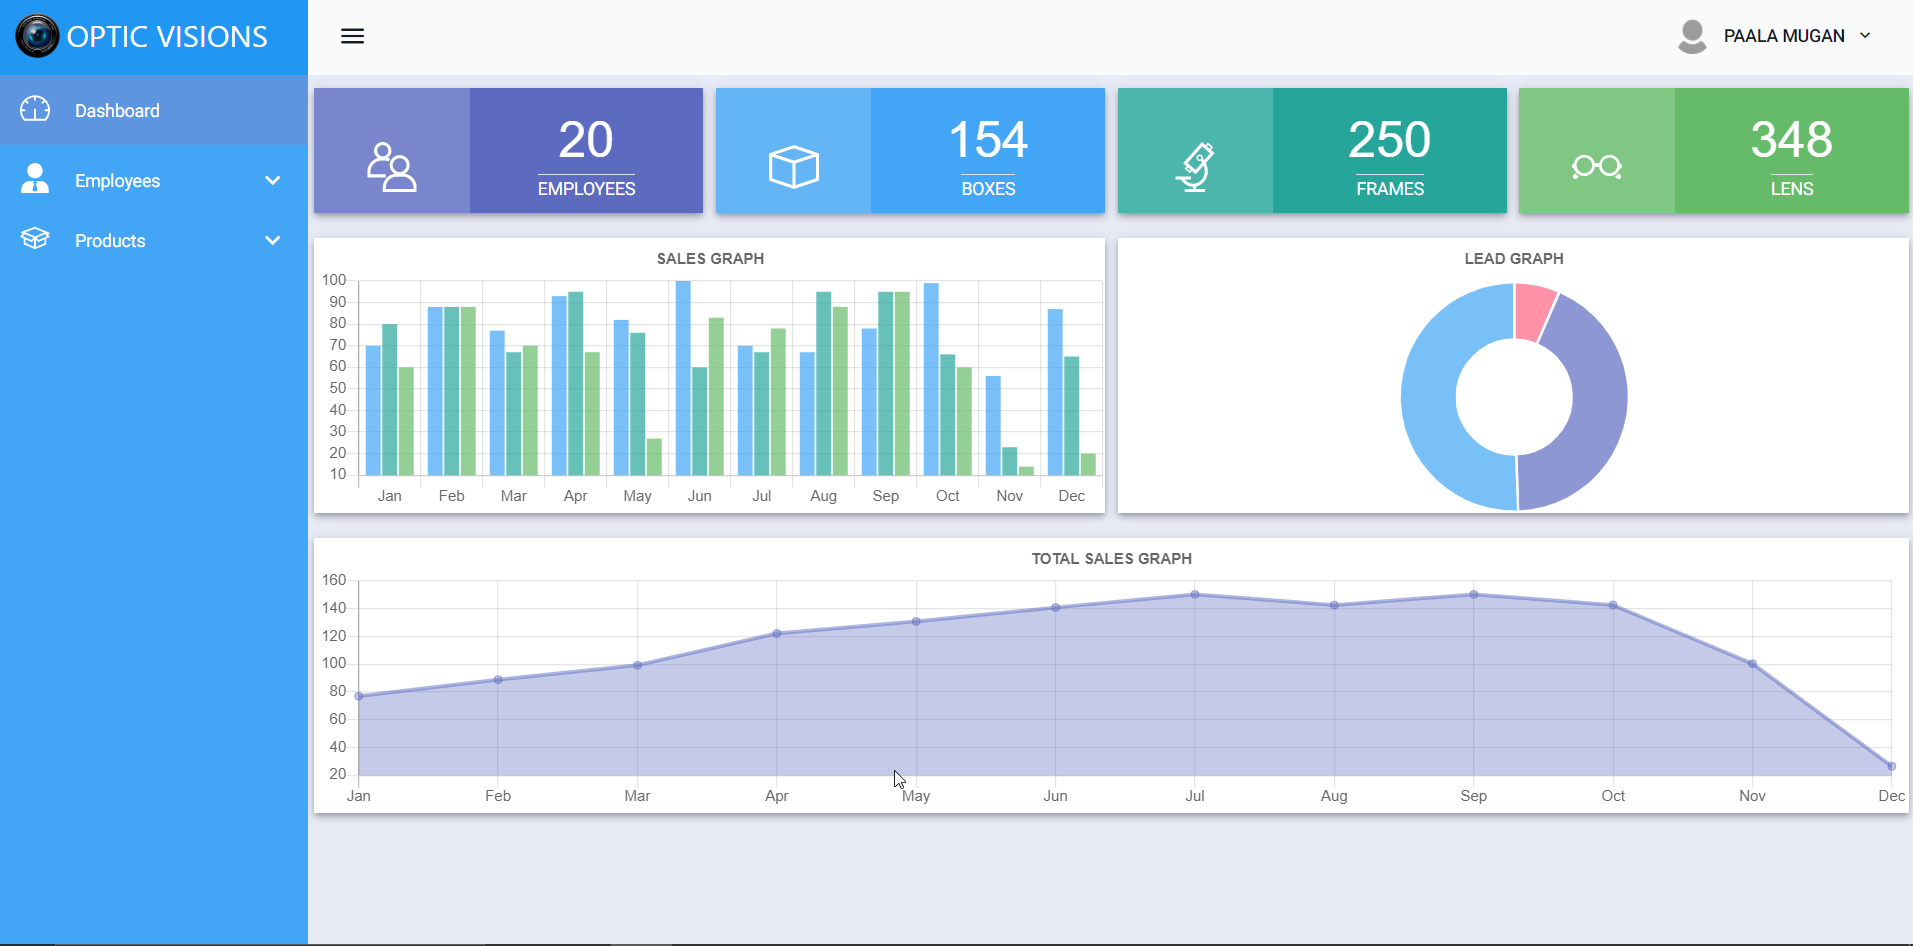 OPTIC VISIONS
PAALA MUGAN
Dashboard
Employees
Products
20
EMPLOYEES
154
BOXES
250
FRAMES
348
LENS
SALES GRAPH
100
90
80
70
60
50
40
30
20
10
Jan Feb Mar Apr May Jun Jul Aug Sep Oct Nov Dec
LEAD GRAPH
TOTAL SALES GRAPH
160
140
120
100
80
60
40
20
Jan Feb Mar Apr May Jun Jul Aug Sep Oct Nov Dec